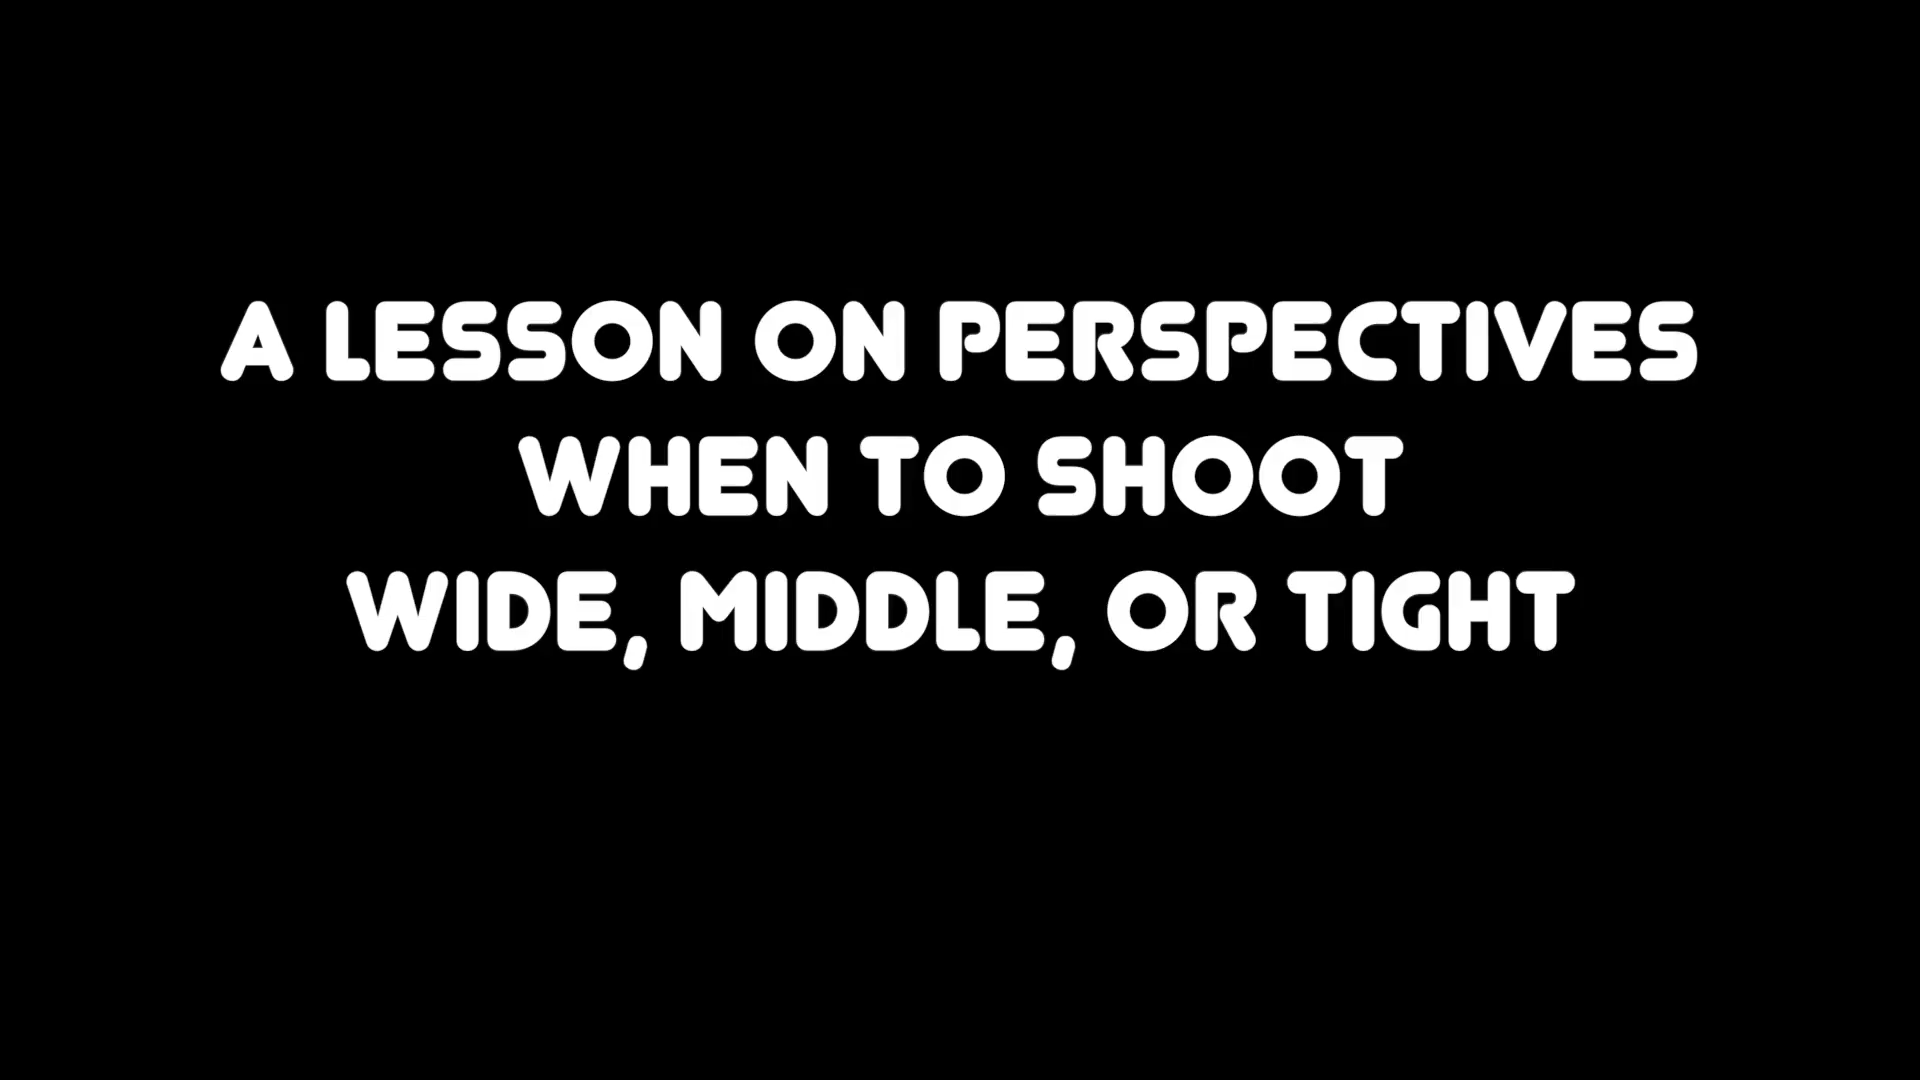 A LESSON ON PERSPECTIVES
WHEN TO SHOOT
WIDE, MIDDLE, OR TIGHT